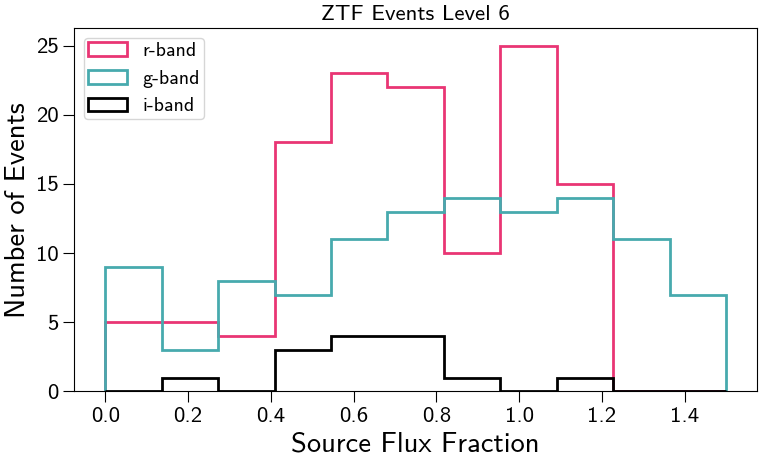 ZTF Events Level 6
r-band
g-band
i-band
Number of Events
25
20
15
10
5
0
0.0 0.2 0.4 0.6 0.8 1.0 1.2 1.4
Source Flux Fraction